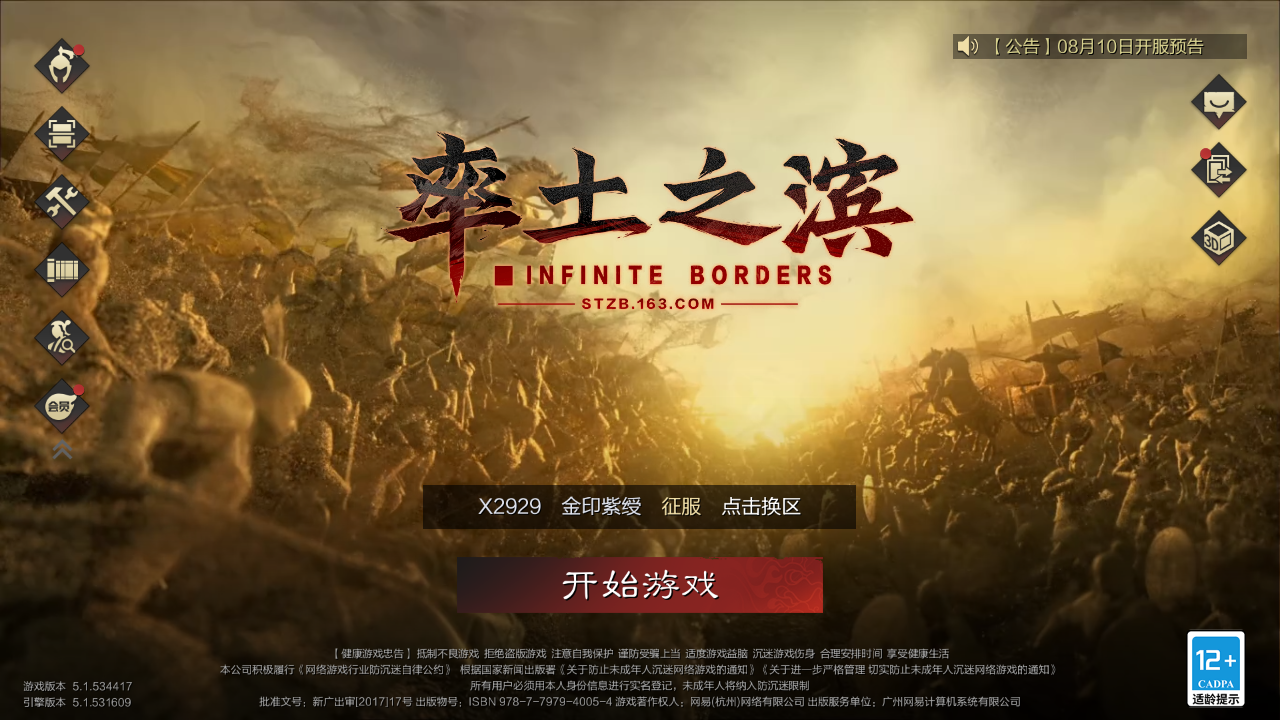 【公告】08月10日开服预告
率土之滨
INFINITE BORDERS
STZB.163.COM
会员
3D
X2929 金印紫绶 征服 点击换区
开始游戏
【健康游戏忠告】抵制不良游戏 拒绝盗版游戏 注意自我保护 谨防受骗上当 适度游戏益脑 沉迷游戏伤身 合理安排时间 享受健康生活
本公司积极履行《网络游戏行业防沉迷自律公约》 根据国家新闻出版署《关于防止未成年人沉迷网络游戏的通知》《关于进一步严格管理 切实防止未成年人沉迷网络游戏的通知》
所有用户必须用本人身份信息进行实名登记，未成年人将纳入防沉迷限制
批准文号：新广出审[2017]17号 出版物号：ISBN 978-7-7979-4005-4 游戏著作权人：网易(杭州)网络有限公司 出版服务单位：广州网易计算机系统有限公司
游戏版本 5.1.534417
引擎版本 5.1.531609
12+
CADPA
适龄提示